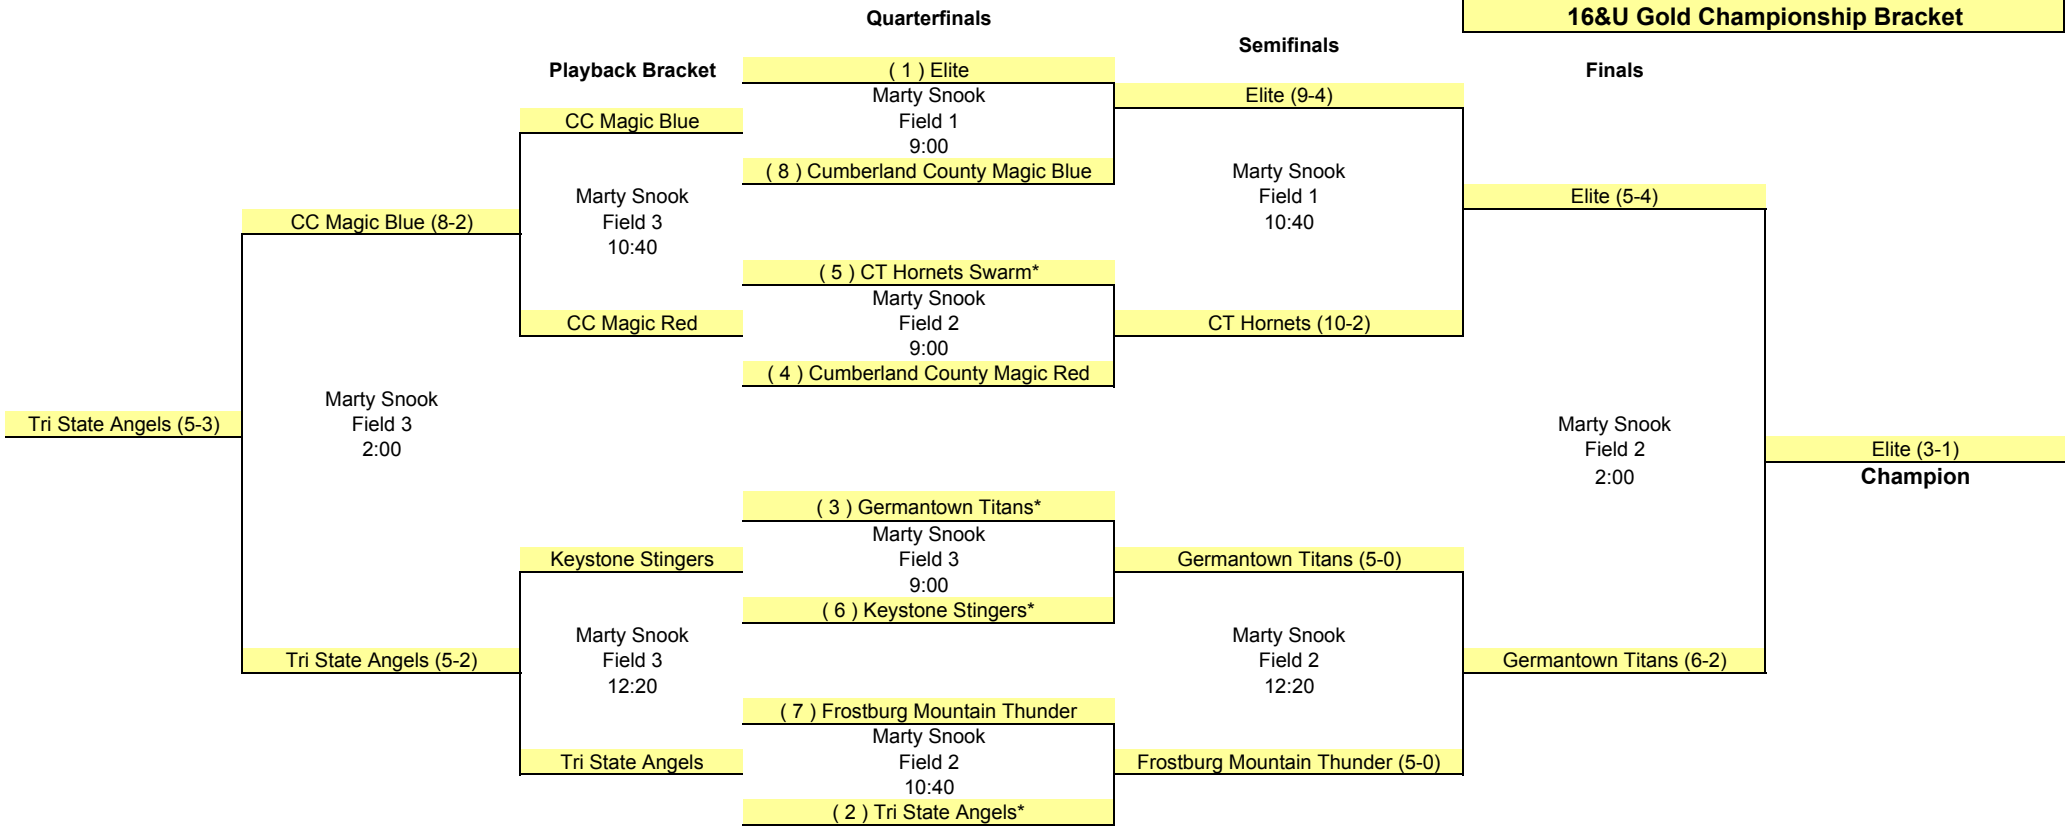 Quarterfinals
16&U Gold Championship Bracket
Semifinals
Playback Bracket
( 1 ) Elite
Finals
Marty Snook
Elite (9-4)
CC Magic Blue
Field 1
9:00
( 8 ) Cumberland County Magic Blue
Marty Snook
Field 3
10:40
Marty Snook
Field 1
10:40
Elite (5-4)
CC Magic Blue (8-2)
( 5 ) CT Hornets Swarm*
Marty Snook
CC Magic Red
Field 2
CT Hornets (10-2)
9:00
( 4 ) Cumberland County Magic Red
Marty Snook
Field 3
2:00
Tri State Angels (5-3)
Marty Snook
Field 2
2:00
Elite (3-1)
Champion
( 3 ) Germantown Titans*
Marty Snook
Keystone Stingers
Field 3
Germantown Titans (5-0)
9:00
( 6 ) Keystone Stingers*
Marty Snook
Field 3
12:20
Marty Snook
Field 2
12:20
Tri State Angels (5-2)
Germantown Titans (6-2)
( 7 ) Frostburg Mountain Thunder
Marty Snook
Tri State Angels
Field 2
Frostburg Mountain Thunder (5-0)
10:40
( 2 ) Tri State Angels*